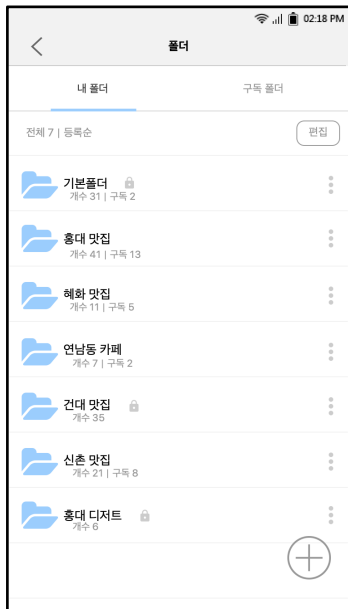 02:18 PM
폴더
내 폴더 구독 폴더
전체 7 | 등록순 편집
기본폴더
개수 31 | 구독 2
홍대 맛집
개수 41 | 구독 13
혜화 맛집
개수 11 | 구독 5
연남동 카페
개수 7 | 구독 2
건대 맛집
개수 35
신촌 맛집
개수 21 | 구독 8
홍대 디저트
개수 6